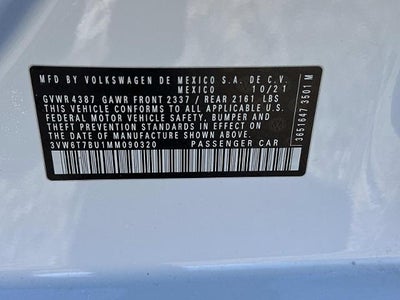 MFD BY VOLKSWAGEN DE MEXICO S.A. DE C.V.
MEXICO 10/21
GVWR 4387 GAWR FRONT 2337 / REAR 2161 LBS
THIS VEHICLE CONFORMS TO ALL APPLICABLE U.S.
FEDERAL MOTOR VEHICLE SAFETY, BUMPER AND
THEFT PREVENTION STANDARDS IN EFFECT ON THE
DATE OF MANUFACTURE SHOWN ABOVE.
3VW6T7BU1MM090320 PASSENGER CAR
3651647 3501 M